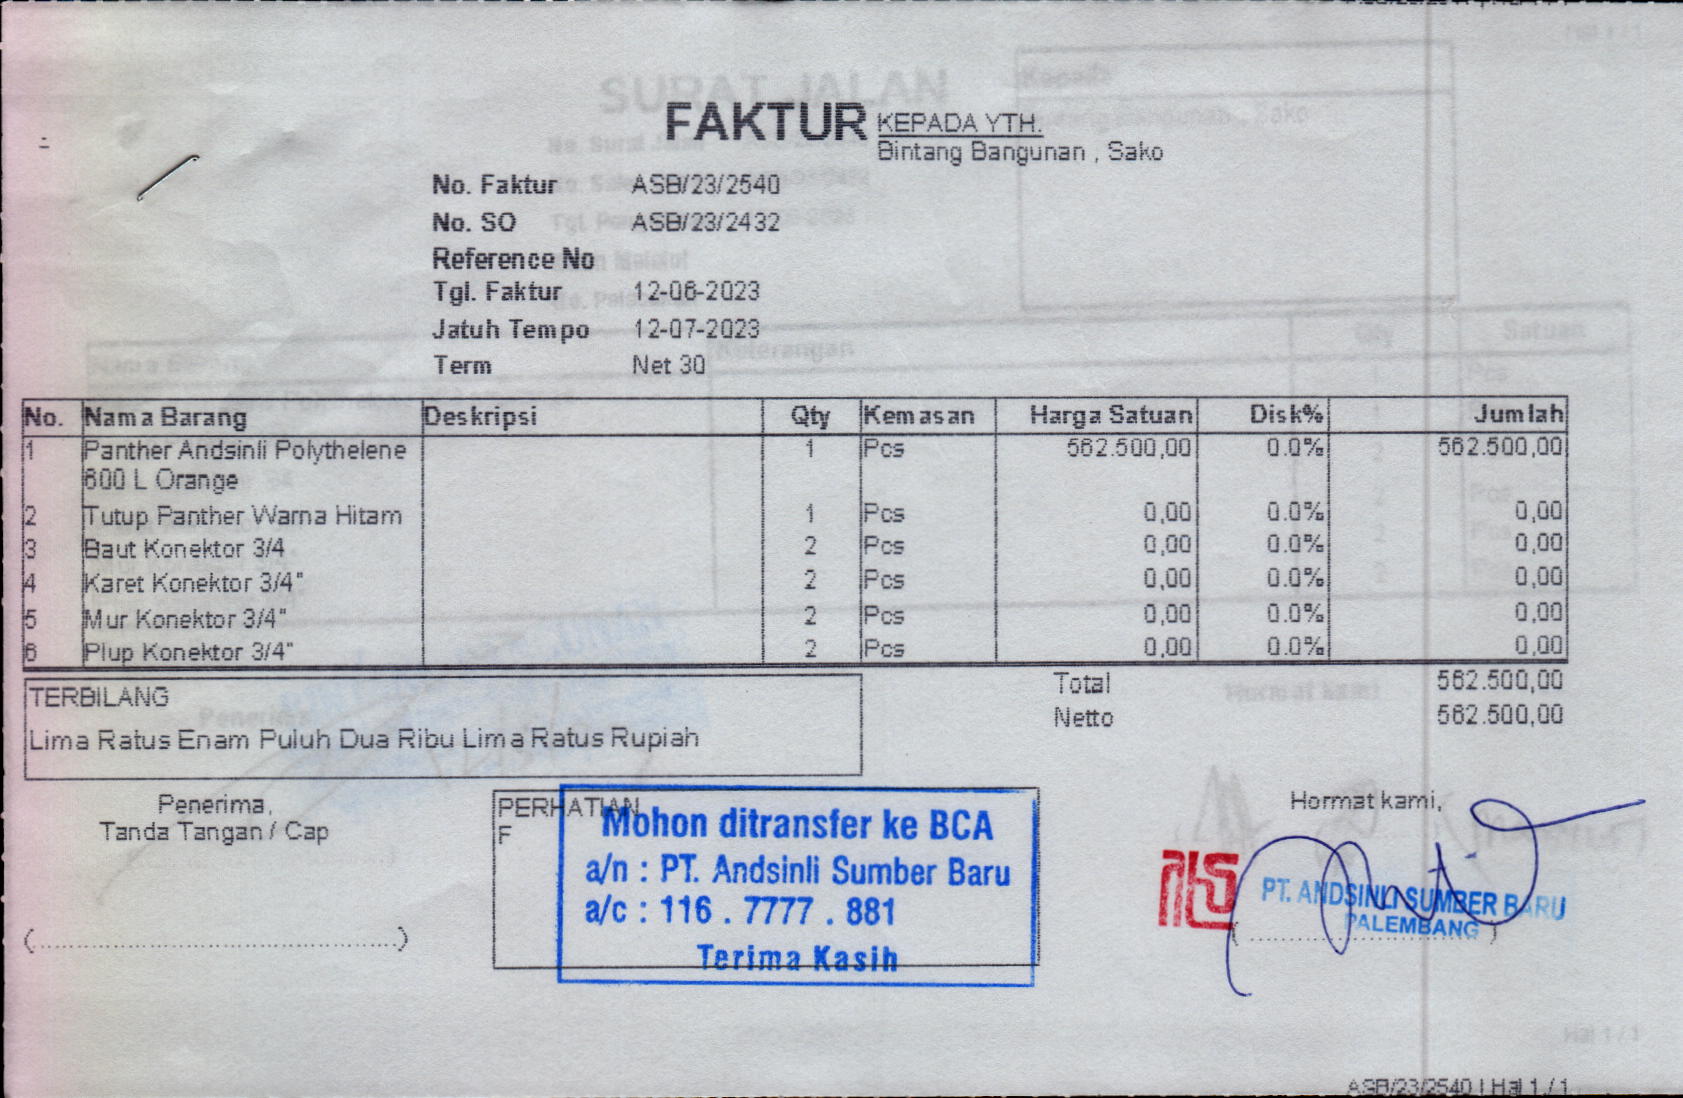 FAKTUR
KEPADA YTH.
Bintang Bangunan , Sako
No. Faktur ASB/23/2540
No. SO ASB/23/2432
Reference No
Tgl. Faktur 12-06-2023
Jatuh Tempo 12-07-2023
Term Net 30
No. Nama Barang Deskripsi Qty Kemasan Harga Satuan Disk% Jumlah
1 Panther Andsinli Polythelene 1 Pcs 562.500,00 0.0% 562.500,00
600 L Orange
2 Tutup Panther Warna Hitam 1 Pcs 0,00 0.0% 0,00
3 Baut Konektor 3/4 2 Pcs 0,00 0.0% 0,00
4 Karet Konektor 3/4" 2 Pcs 0,00 0.0% 0,00
5 Mur Konektor 3/4" 2 Pcs 0,00 0.0% 0,00
6 Plup Konektor 3/4" 2 Pcs 0,00 0.0% 0,00
Total 562.500,00
Netto 562.500,00
TERBILANG
Lima Ratus Enam Puluh Dua Ribu Lima Ratus Rupiah
Penerima,
Tanda Tangan / Cap
PERHATIAN
F
Mohon ditransfer ke BCA
a/n : PT. Andsinli Sumber Baru
a/c : 116 . 7777 . 881
Terima Kasih
Hormat kami,
PT. ANDSINLI SUMBER BARU
PALEMBANG
ASB/23/2540 | Hal 1 / 1